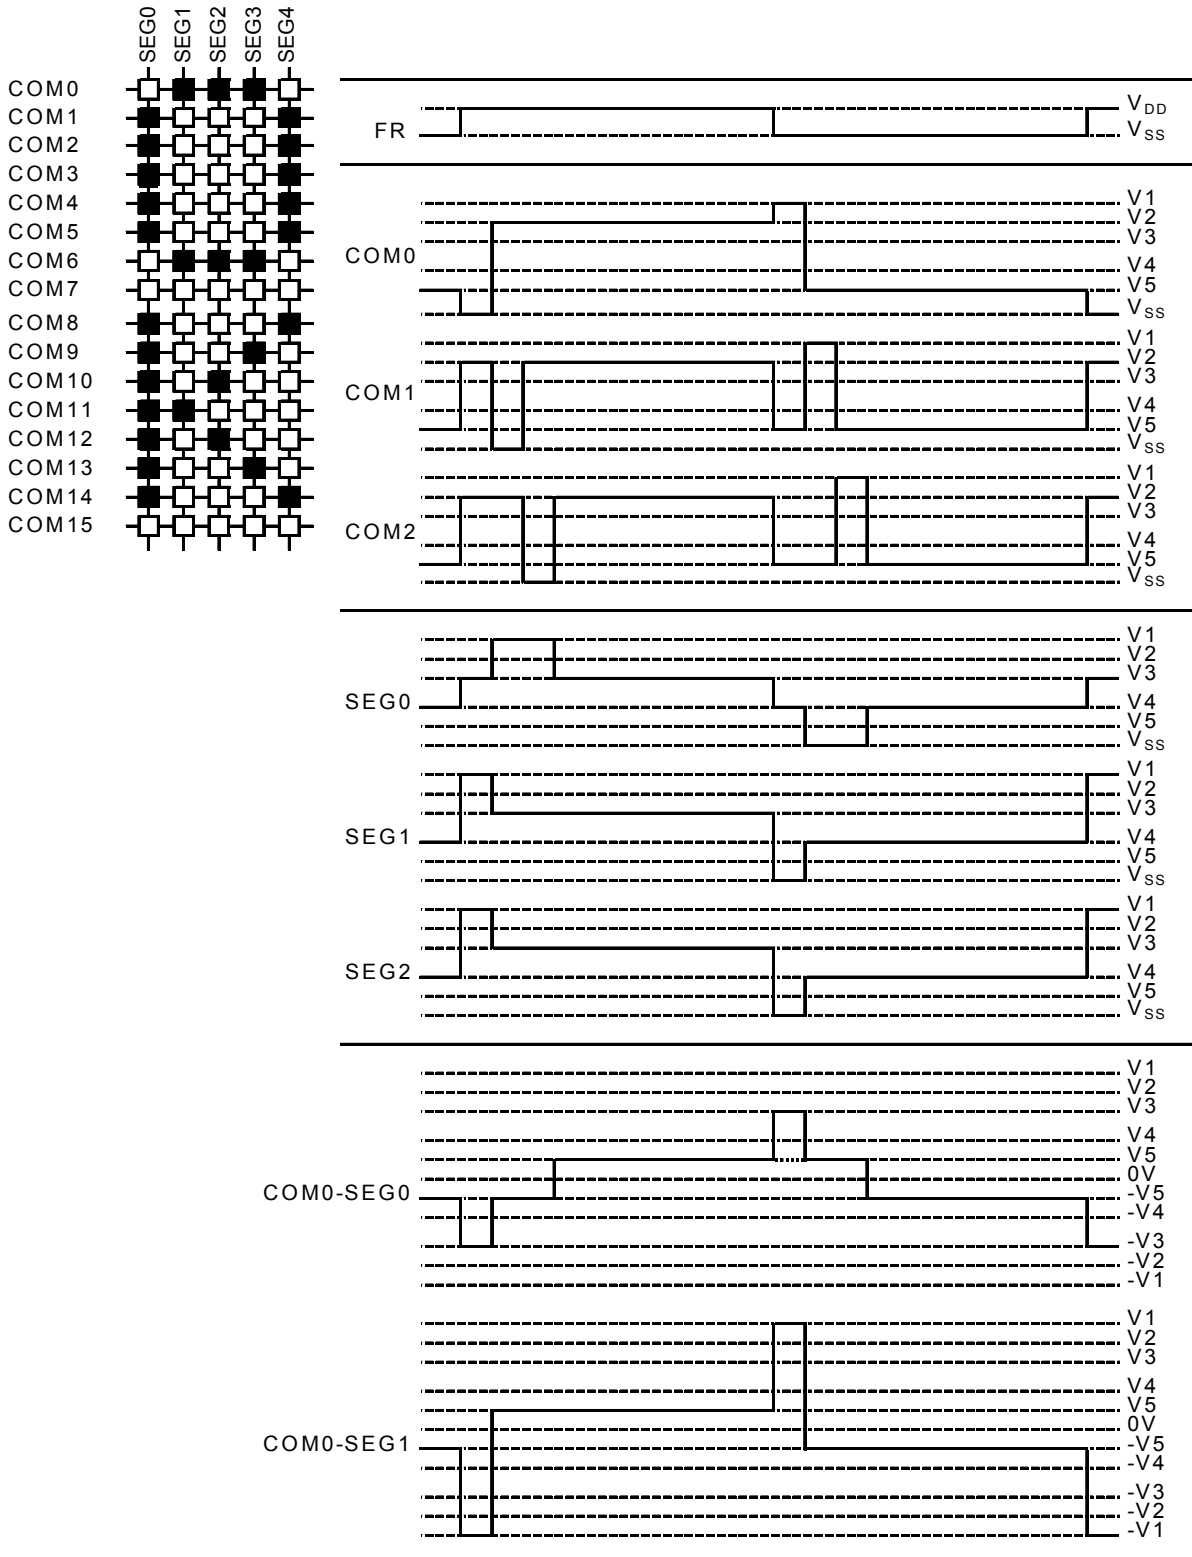 SEG0 SEG1 SEG2 SEG3 SEG4
COM0
COM1
COM2
COM3
COM4
COM5
COM6
COM7
COM8
COM9
COM10
COM11
COM12
COM13
COM14
COM15
FR
VDD
VSS
COM0
V1
V2
V3
V4
V5
VSS
COM1
V1
V2
V3
V4
V5
VSS
COM2
V1
V2
V3
V4
V5
VSS
SEG0
V1
V2
V3
V4
V5
VSS
SEG1
V1
V2
V3
V4
V5
VSS
SEG2
V1
V2
V3
V4
V5
VSS
COM0-SEG0
V1
V2
V3
V4
V5
0V
-V5
-V4
-V3
-V2
-V1
COM0-SEG1
V1
V2
V3
V4
V5
0V
-V5
-V4
-V3
-V2
-V1